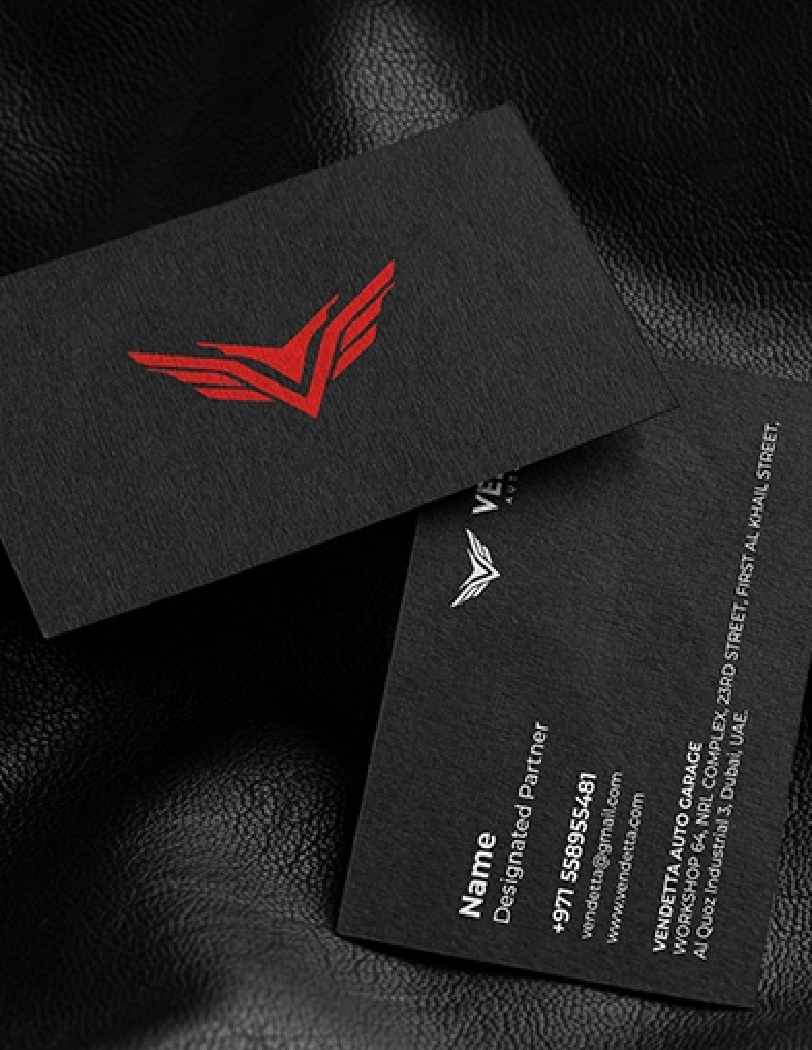 Name
Designated Partner
+971 558955481
vendetta@gmail.com
www.vendetta.com
VENDETTA AUTO GARAGE
WORKSHOP 64, NRL COMPLEX, 23RD STREET, FIRST AL KHAIL STREET,
Al Quoz Industrial 3, Dubai, UAE.